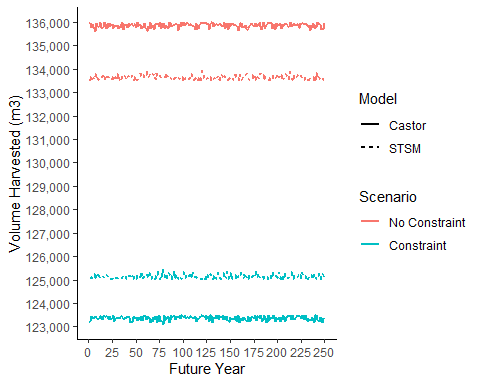 136,000
135,000
134,000
133,000
132,000
131,000
130,000
129,000
128,000
127,000
126,000
125,000
124,000
123,000
Volume Harvested (m3)
0 25 50 75 100 125 150 175 200 225 250
Future Year
Model
Castor
STSM
Scenario
No Constraint
Constraint